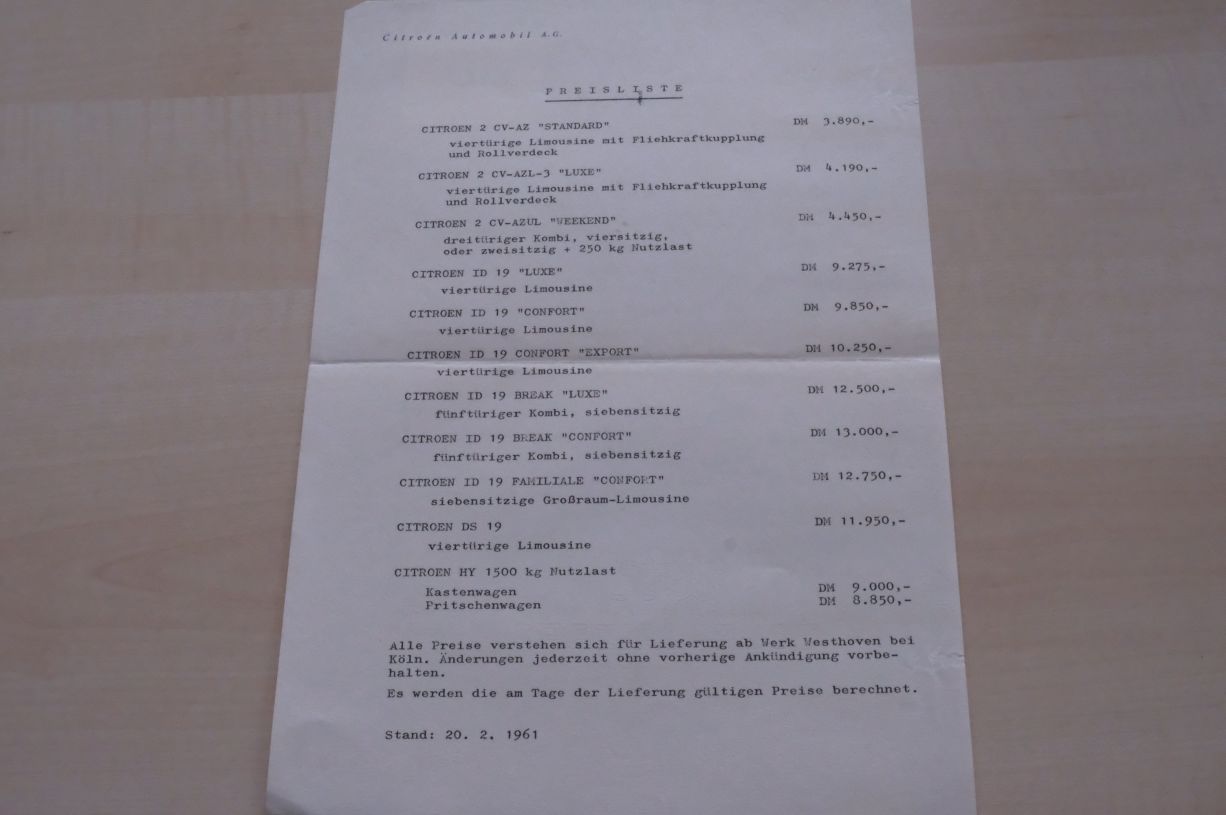 Citroën Automobil A.G.
PREISLISTE
CITROEN 2 CV-AZ "STANDARD" DM 3.890,-
viertürige Limousine mit Fliehkraftkupplung
und Rollverdeck
CITROEN 2 CV-AZL-3 "LUXE" DM 4.190,-
viertürige Limousine mit Fliehkraftkupplung
und Rollverdeck
CITROEN 2 CV-AZUL "WEEKEND" DM 4.450,-
dreitüriger Kombi, viersitzig,
oder zweisitzig + 250 kg Nutzlast
CITROEN ID 19 "LUXE" DM 9.275,-
viertürige Limousine
CITROEN ID 19 "CONFORT" DM 9.850,-
viertürige Limousine
CITROEN ID 19 CONFORT "EXPORT" DM 10.250,-
viertürige Limousine
CITROEN ID 19 BREAK "LUXE" DM 12.500,-
fünftüriger Kombi, siebensitzig
CITROEN ID 19 BREAK "CONFORT" DM 13.000,-
fünftüriger Kombi, siebensitzig
CITROEN ID 19 FAMILIALE "CONFORT" DM 12.750,-
siebensitzige Großraum-Limousine
CITROEN DS 19 DM 11.950,-
viertürige Limousine
CITROEN HY 1500 kg Nutzlast
Kastenwagen DM 9.000,-
Pritschenwagen DM 8.850,-
Alle Preise verstehen sich für Lieferung ab Werk Westhoven bei
Köln. Änderungen jederzeit ohne vorherige Ankündigung vorbe-
halten.
Es werden die am Tage der Lieferung gültigen Preise berechnet.
Stand: 20. 2. 1961